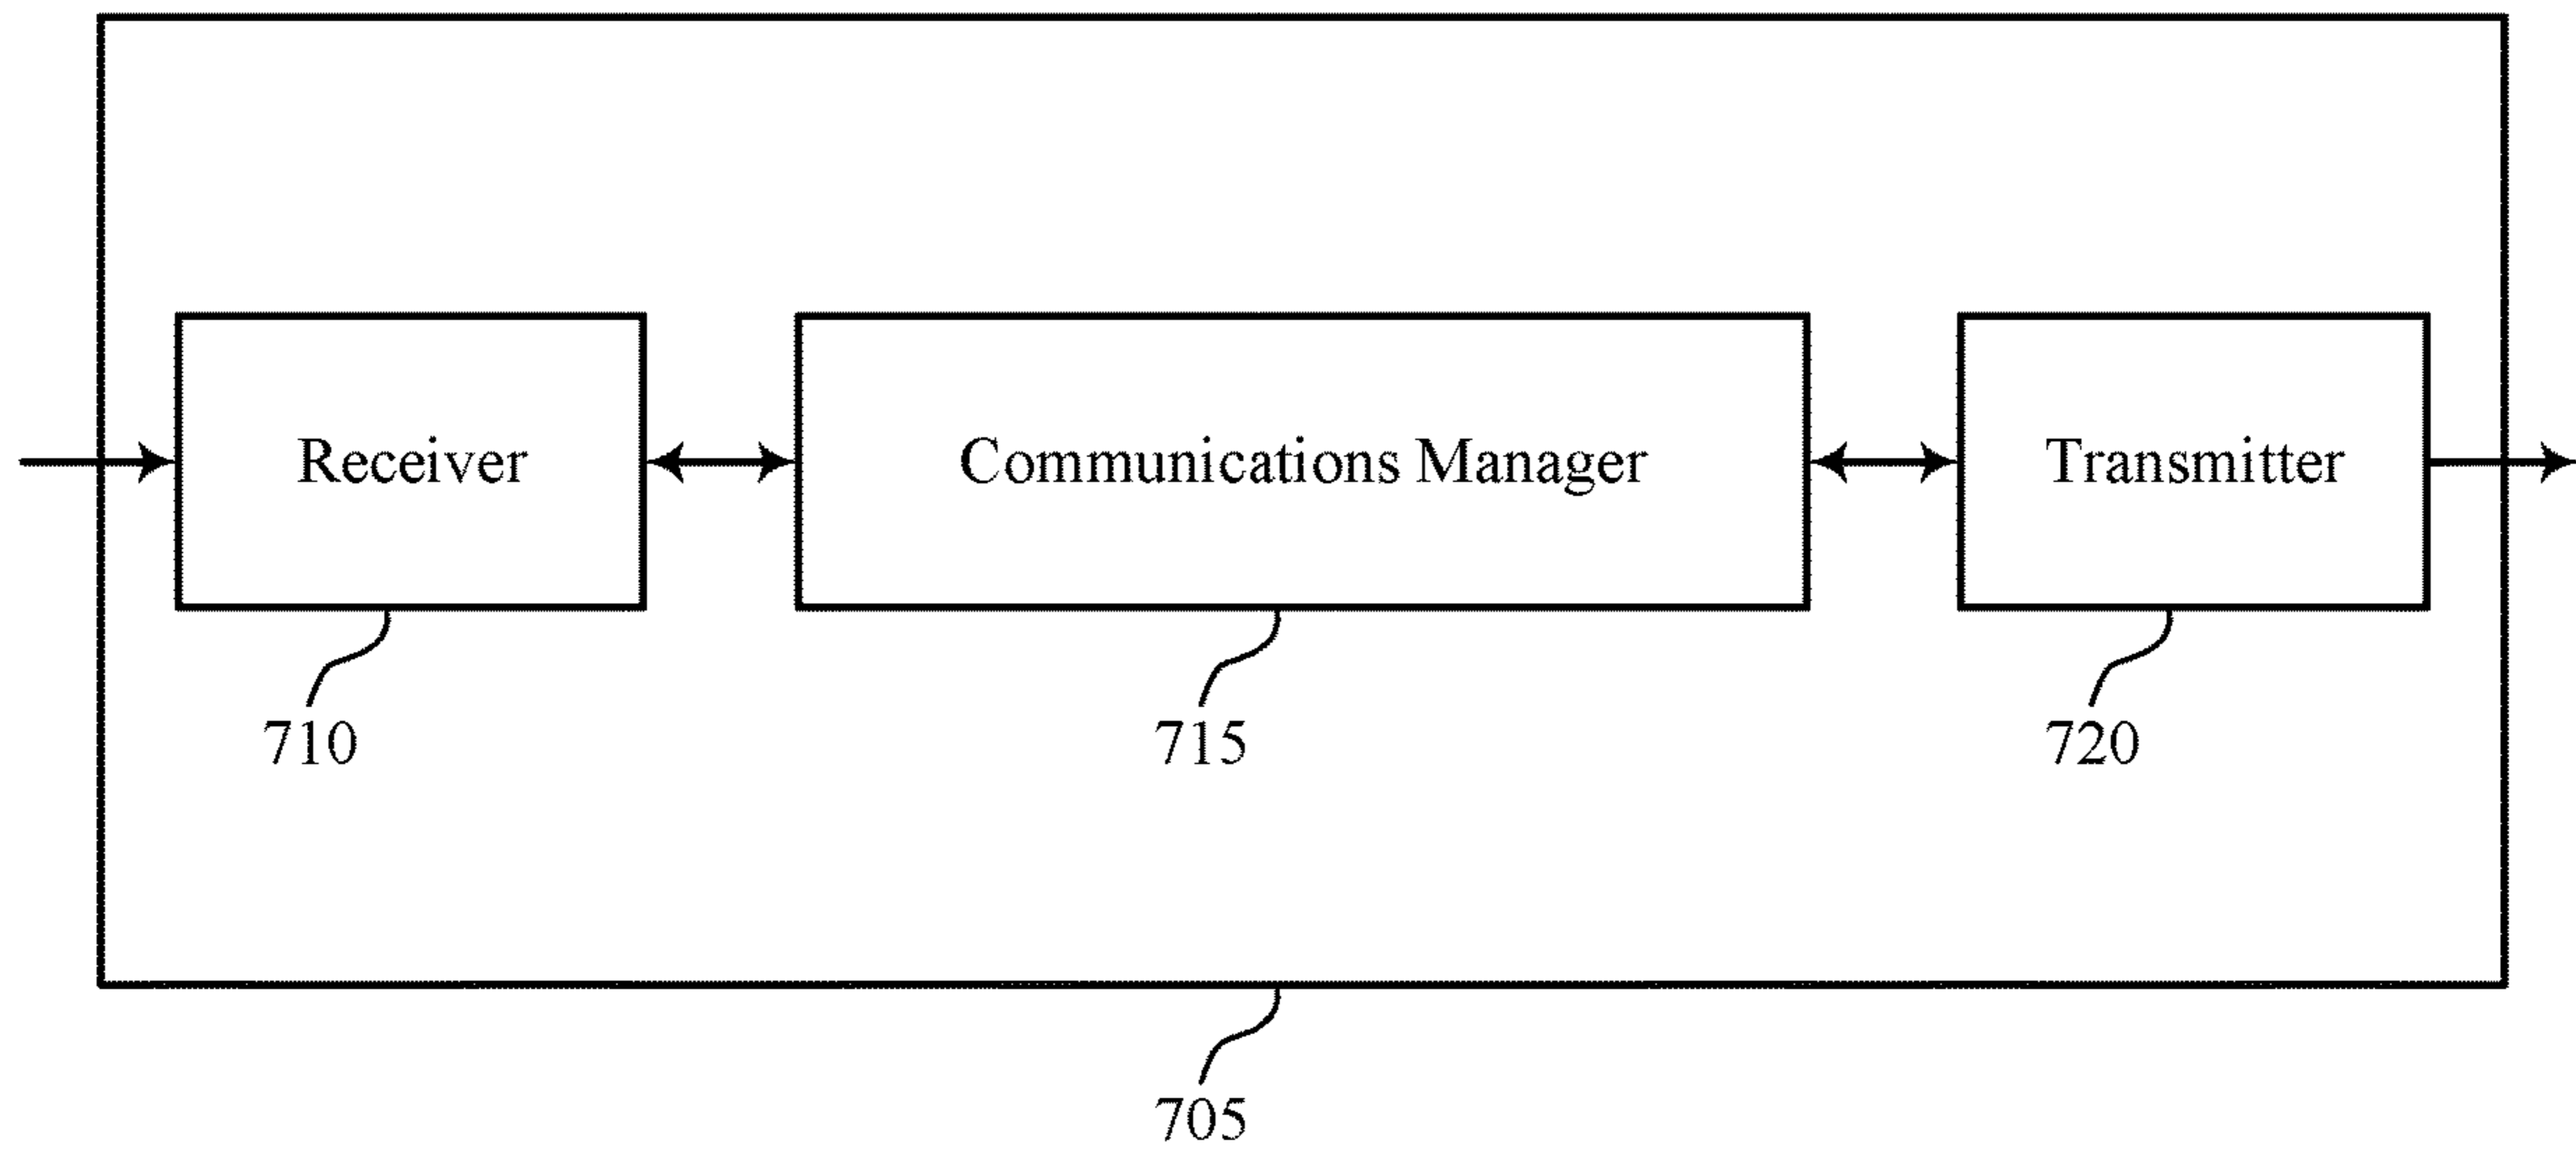 Receiver
Communications Manager
Transmitter
710
715
720
705